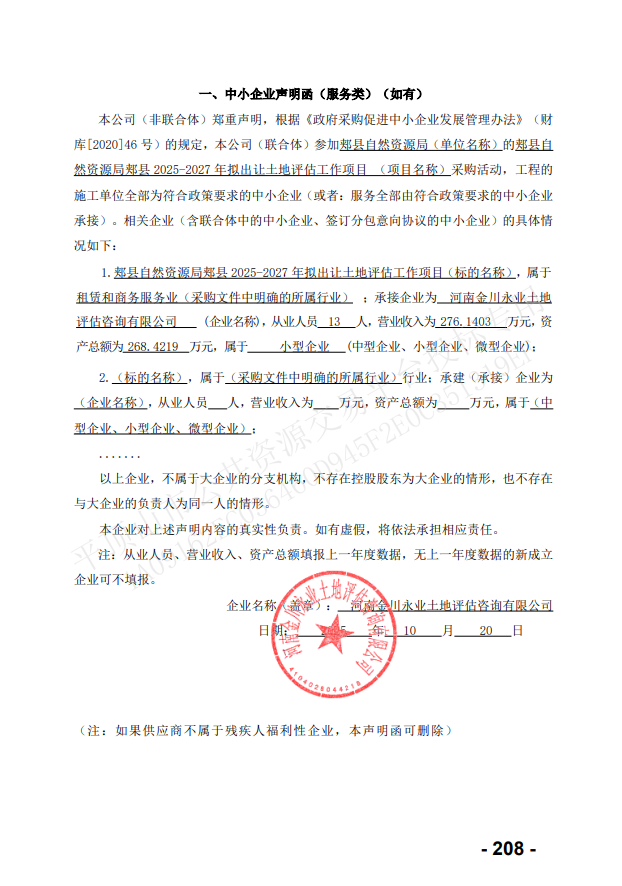 一、中小企业声明函（服务类）（如有）
本公司（非联合体）郑重声明，根据《政府采购促进中小企业发展管理办法》（财
库[2020]46 号）的规定，本公司（联合体）参加郏县自然资源局（单位名称）的郏县自
然资源局郏县 2025-2027 年拟出让土地评估工作项目 （项目名称）采购活动，工程的
施工单位全部为符合政策要求的中小企业（或者：服务全部由符合政策要求的中小企业
承接）。相关企业（含联合体中的中小企业、签订分包意向协议的中小企业）的具体情
况如下：
1.郏县自然资源局郏县 2025-2027 年拟出让土地评估工作项目（标的名称），属于
租赁和商务服务业（采购文件中明确的所属行业） ；承接企业为 河南金川永业土地
评估咨询有限公司 （企业名称），从业人员 13 人，营业收入为 276.1403 万元，资
产总额为 268.4219 万元，属于 小型企业 （中型企业、小型企业、微型企业）；
2.（标的名称），属于（采购文件中明确的所属行业）行业；承建（承接）企业为
（企业名称），从业人员 人，营业收入为 万元，资产总额为 万元，属于（中
型企业、小型企业、微型企业）；
.......
以上企业，不属于大企业的分支机构，不存在控股股东为大企业的情形，也不存在
与大企业的负责人为同一人的情形。
本企业对上述声明内容的真实性负责。如有虚假，将依法承担相应责任。
注：从业人员、营业收入、资产总额填报上一年度数据，无上一年度数据的新成立
企业可不填报。
企业名称（盖章）： 河南金川永业土地评估咨询有限公司
日期： 2025 年 10 月 20 日
河南金川永业土地评估咨询有限公司
4104028044218
（注：如果供应商不属于残疾人福利性企业，本声明函可删除）
- 208 -